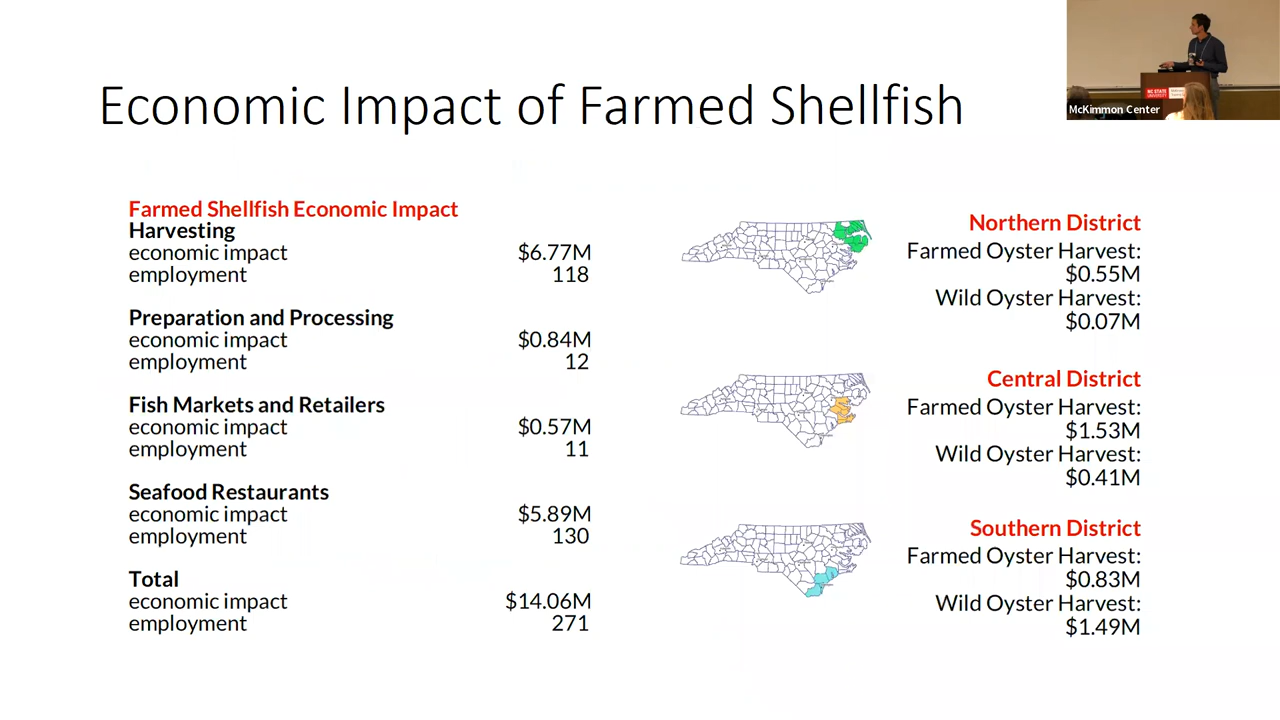 Economic Impact of Farmed Shellfish
McKimmon Center
NC STATE
UNIVERSITY
Farmed Shellfish Economic Impact
Harvesting
economic impact $6.77M
employment 118
Preparation and Processing
economic impact $0.84M
employment 12
Fish Markets and Retailers
economic impact $0.57M
employment 11
Seafood Restaurants
economic impact $5.89M
employment 130
Total
economic impact $14.06M
employment 271
Northern District
Farmed Oyster Harvest:
$0.55M
Wild Oyster Harvest:
$0.07M
Central District
Farmed Oyster Harvest:
$1.53M
Wild Oyster Harvest:
$0.41M
Southern District
Farmed Oyster Harvest:
$0.83M
Wild Oyster Harvest:
$1.49M